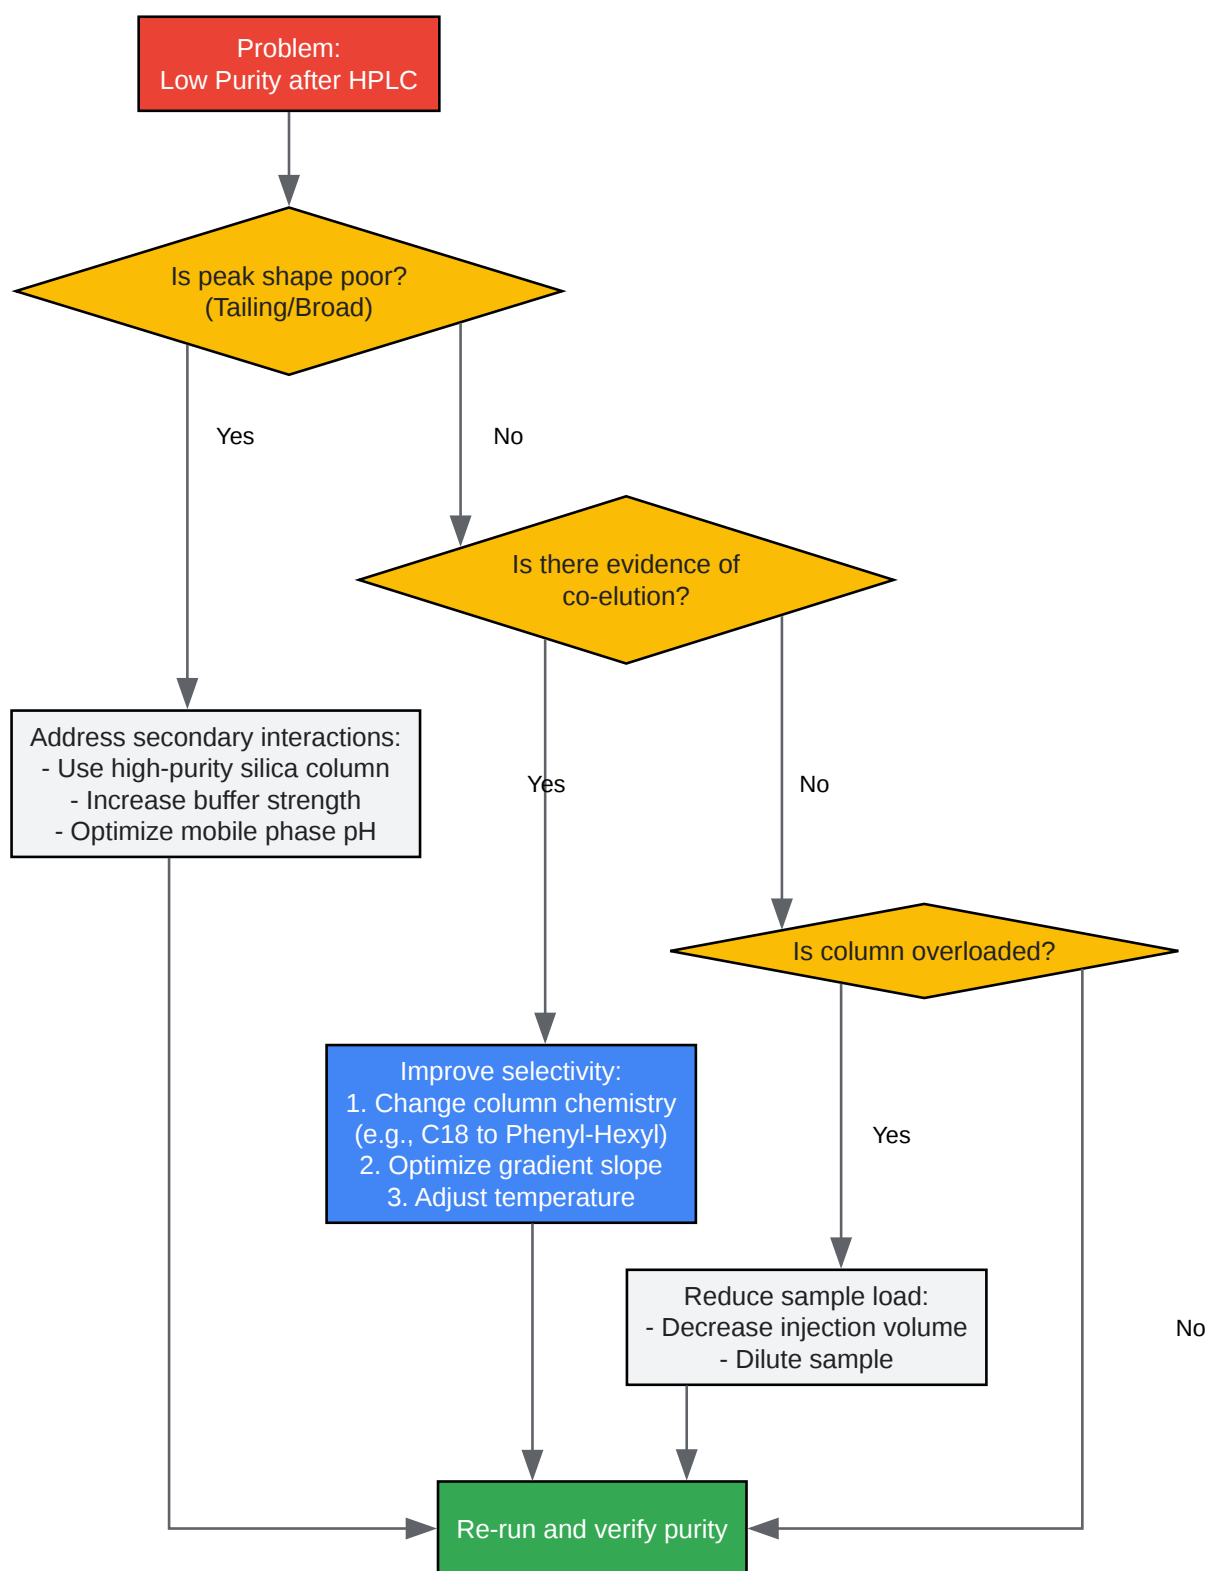 Problem:
Low Purity after HPLC
Is peak shape poor?
(Tailing/Broad)
Yes
No
Is there evidence of
co-elution?
Address secondary interactions:
- Use high-purity silica column
- Increase buffer strength
- Optimize mobile phase pH
Yes
No
Is column overloaded?
Improve selectivity:
1. Change column chemistry
(e.g., C18 to Phenyl-Hexyl)
2. Optimize gradient slope
3. Adjust temperature
Yes
Reduce sample load:
- Decrease injection volume
- Dilute sample
No
Re-run and verify purity